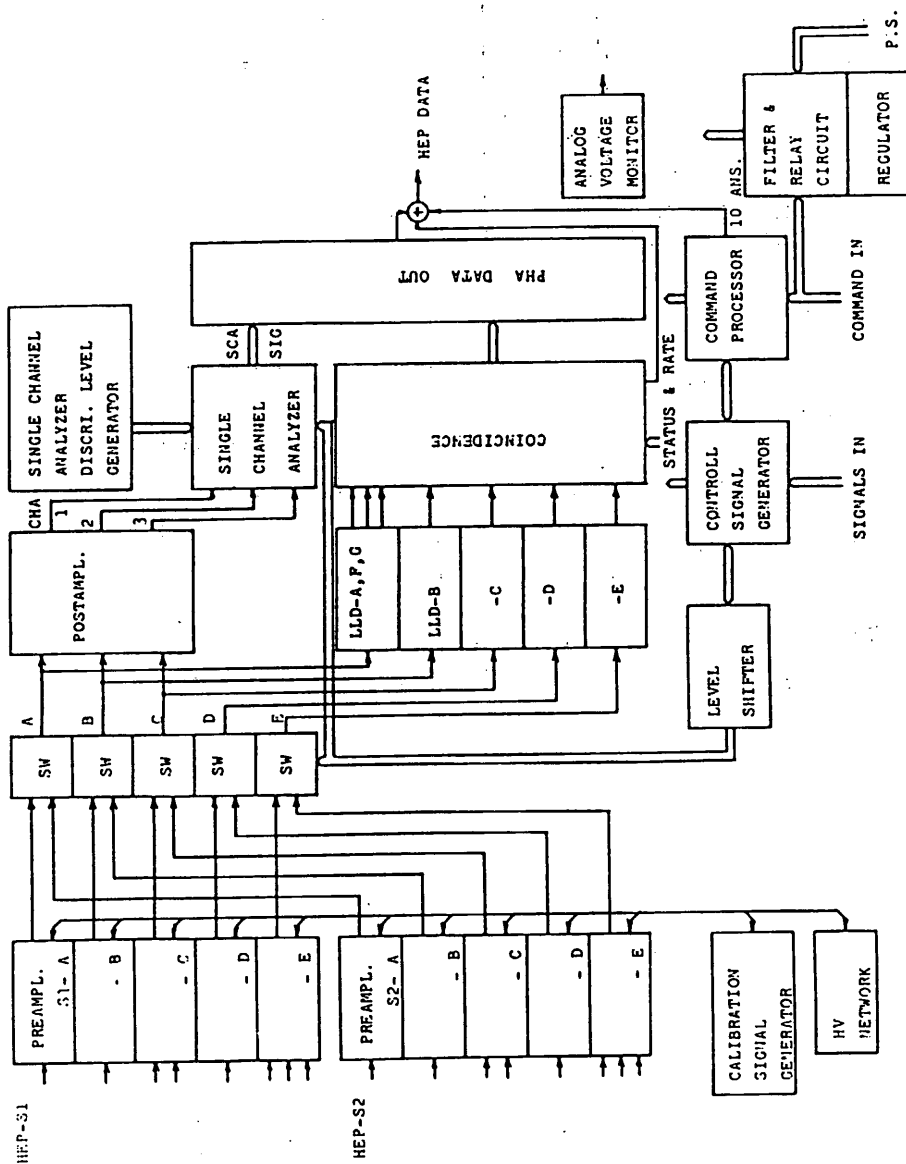 HEP-S1
PREAMPL.
S1- A
- B
- C
- D
- E
HEP-S2
PREAMPL.
S2- A
- B
- C
- D
- E
CALIBRATION
SIGNAL
GENERATOR
HV
NETWORK
SW
SW
SW
SW
SW
A
B
C
D
E
POSTAMPL.
CHA
1
2
3
SINGLE CHANNEL
ANALYZER
DISCRI. LEVEL
GENERATOR
SINGLE
CHANNEL
ANALYZER
SCA
SIG
LLD-A,F,G
LLD-B
-C
-D
-E
COINCIDENCE
PHA DATA OUT
HEP DATA
+
STATUS & RATE
LEVEL
SHIFTER
CONTROLL
SIGNAL
GENERATOR
SIGNALS IN
COMMAND
PROCESSOR
10 ANS.
COMMAND IN
ANALOG
VOLTAGE
MONITOR
FILTER &
RELAY
CIRCUIT
REGULATOR
P.S.